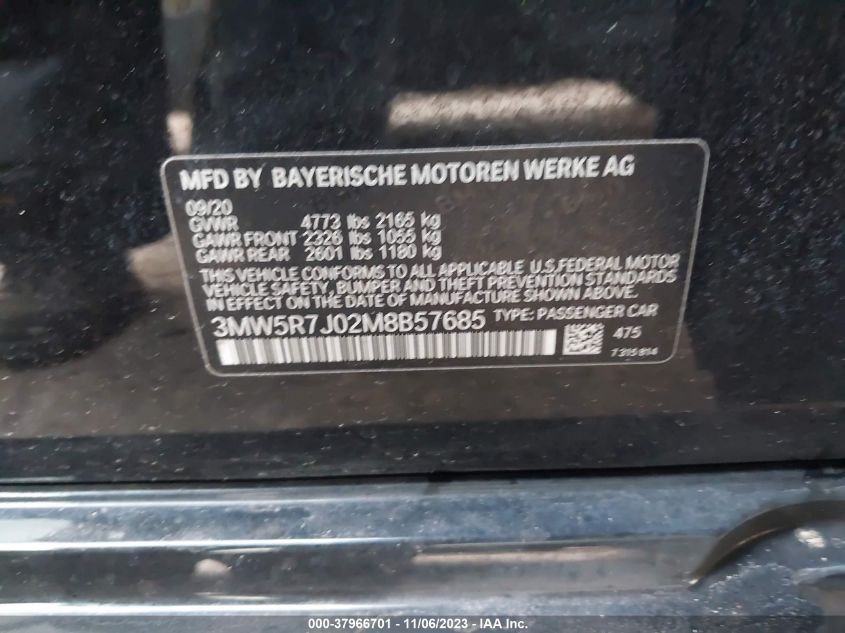 MFD BY BAYERISCHE MOTOREN WERKE AG
09/20
GVWR 4773 lbs 2165 kg
GAWR FRONT 2326 lbs 1055 kg
GAWR REAR 2601 lbs 1180 kg
THIS VEHICLE CONFORMS TO ALL APPLICABLE U.S.FEDERAL MOTOR
VEHICLE SAFETY, BUMPER AND THEFT PREVENTION STANDARDS
IN EFFECT ON THE DATE OF MANUFACTURE SHOWN ABOVE.
3MW5R7J02M8B57685 TYPE: PASSENGER CAR
475
7315814
000-37966701 - 11/06/2023 - IAA Inc.